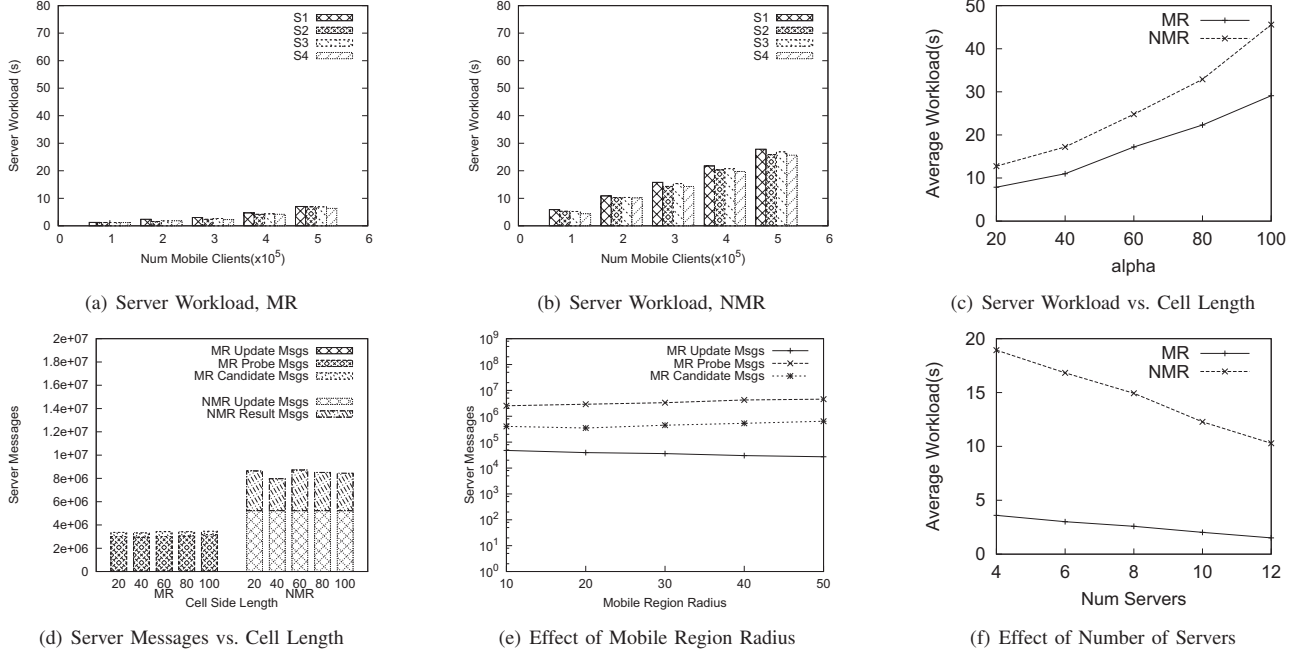 80
70
60
50
40
30
20
10
0
Server Workload (s)
S1
S2
S3
S4
0 1 2 3 4 5 6
Num Mobile Clients(x10^5)
(a) Server Workload, MR
80
70
60
50
40
30
20
10
0
Server Workload (s)
S1
S2
S3
S4
0 1 2 3 4 5 6
Num Mobile Clients(x10^5)
(b) Server Workload, NMR
50
40
30
20
10
0
Average Workload(s)
MR
NMR
20 40 60 80 100
alpha
(c) Server Workload vs. Cell Length
2e+07
1.8e+07
1.6e+07
1.4e+07
1.2e+07
1e+07
8e+06
6e+06
4e+06
2e+06
0
Server Messages
MR Update Msgs
MR Probe Msgs
MR Candidate Msgs
NMR Update Msgs
NMR Result Msgs
20 40 60 80 100 20 40 60 80 100
MR NMR
Cell Side Length
(d) Server Messages vs. Cell Length
10^9
10^8
10^7
10^6
10^5
10^4
10^3
10^2
10^1
10^0
Server Messages
MR Update Msgs
MR Probe Msgs
MR Candidate Msgs
10 20 30 40 50
Mobile Region Radius
(e) Effect of Mobile Region Radius
20
15
10
5
0
Average Workload(s)
MR
NMR
4 6 8 10 12
Num Servers
(f) Effect of Number of Servers